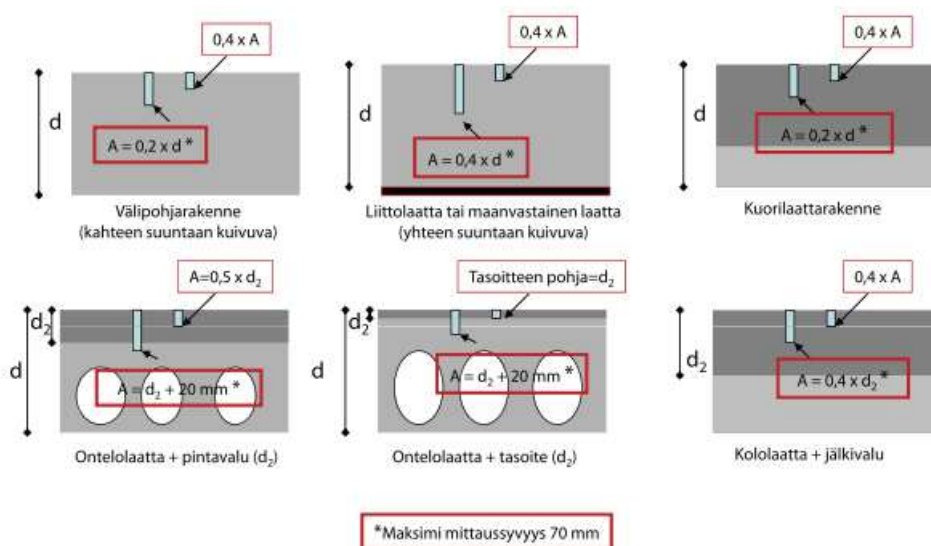 0,4 x A
d
A = 0,2 x d *
Välipohjarakenne
(kahteen suuntaan kuivuva)
0,4 x A
d
A = 0,4 x d *
Liittolaatta tai maanvastainen laatta
(yhteen suuntaan kuivuva)
0,4 x A
d
A = 0,2 x d *
Kuorilaattarakenne
A=0,5 x d₂
d₂
d
A = d₂ + 20 mm *
Ontelolaatta + pintavalu (d₂)
Tasoitteen pohja=d₂
d₂
d
A = d₂ + 20 mm *
Ontelolaatta + tasoite (d₂)
0,4 x A
d₂
A = 0,4 x d₂ *
Kololaatta + jälkivalu
*Maksimi mittaussyvyys 70 mm